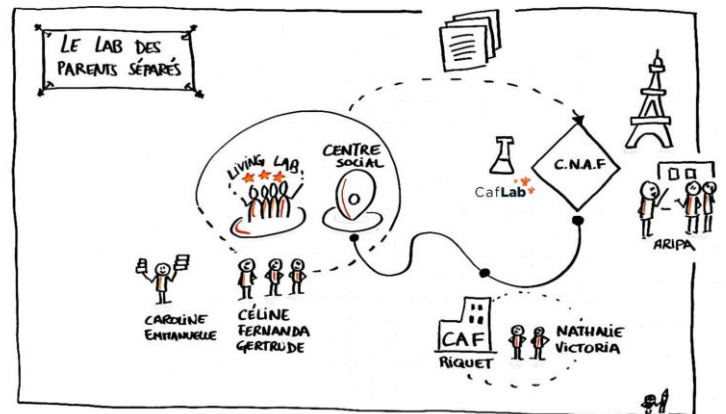 LE LAB DES
PARENTS SÉPARÉS
LIVING LAB
CENTRE
SOCIAL
CafLab
C.N.A.F
ARIPA
CAROLINE
EMMANUELLE
CÉLINE
FERNANDA
GERTRUDE
CAF
RIQUET
NATHALIE
VICTORIA